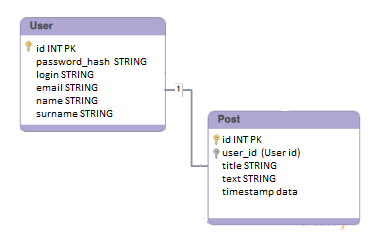 User
id INT PK
password_hash STRING
login STRING
email STRING
name STRING
surname STRING
1
Post
id INT PK
user_id (User id)
title STRING
text STRING
timestamp data